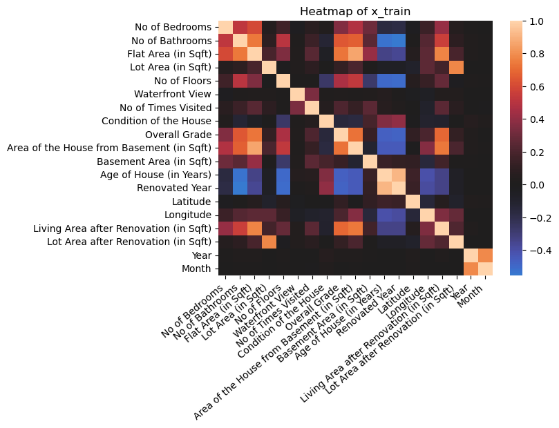 Heatmap of x_train
No of Bedrooms
No of Bathrooms
Flat Area (in Sqft)
Lot Area (in Sqft)
No of Floors
Waterfront View
No of Times Visited
Condition of the House
Overall Grade
Area of the House from Basement (in Sqft)
Basement Area (in Sqft)
Age of House (in Years)
Renovated Year
Latitude
Longitude
Living Area after Renovation (in Sqft)
Lot Area after Renovation (in Sqft)
Year
Month
No of Bedrooms
No of Bathrooms
Flat Area (in Sqft)
Lot Area (in Sqft)
No of Floors
Waterfront View
No of Times Visited
Condition of the House
Overall Grade
Area of the House from Basement (in Sqft)
Basement Area (in Sqft)
Age of House (in Years)
Renovated Year
Latitude
Longitude
Living Area after Renovation (in Sqft)
Lot Area after Renovation (in Sqft)
Year
Month
1.0
0.8
0.6
0.4
0.2
0.0
−0.2
−0.4